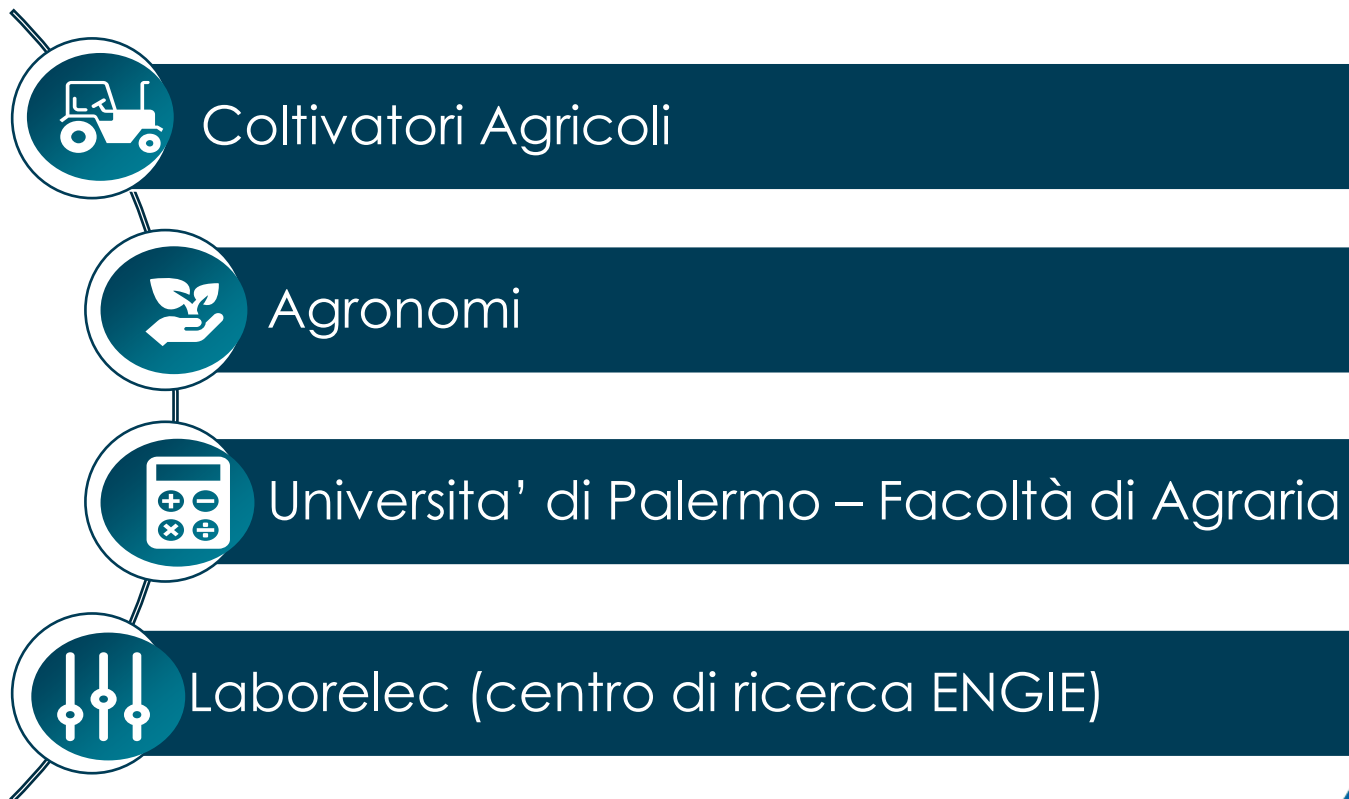 Coltivatori Agricoli
Agronomi
Universita’ di Palermo – Facoltà di Agraria
Laborelec (centro di ricerca ENGIE)